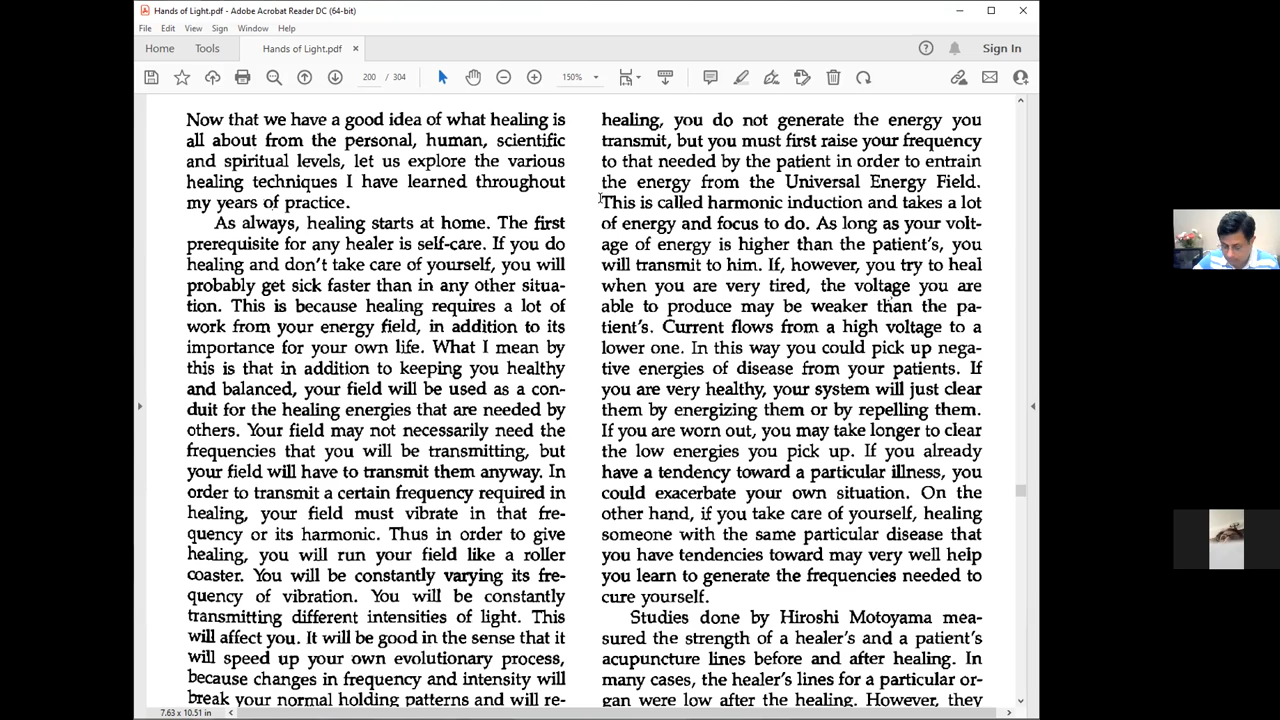 Hands of Light.pdf - Adobe Acrobat Reader DC (64-bit)
File Edit View Sign Window Help
Home Tools Hands of Light.pdf × Sign In
200 / 304 150%
Now that we have a good idea of what healing is
all about from the personal, human, scientific
and spiritual levels, let us explore the various
healing techniques I have learned throughout
my years of practice.
As always, healing starts at home. The first
prerequisite for any healer is self-care. If you do
healing and don't take care of yourself, you will
probably get sick faster than in any other situa-
tion. This is because healing requires a lot of
work from your energy field, in addition to its
importance for your own life. What I mean by
this is that in addition to keeping you healthy
and balanced, your field will be used as a con-
duit for the healing energies that are needed by
others. Your field may not necessarily need the
frequencies that you will be transmitting, but
your field will have to transmit them anyway. In
order to transmit a certain frequency required in
healing, your field must vibrate in that fre-
quency or its harmonic. Thus in order to give
healing, you will run your field like a roller
coaster. You will be constantly varying its fre-
quency of vibration. You will be constantly
transmitting different intensities of light. This
will affect you. It will be good in the sense that it
will speed up your own evolutionary process,
because changes in frequency and intensity will
break your normal holding patterns and will re-
healing, you do not generate the energy you
transmit, but you must first raise your frequency
to that needed by the patient in order to entrain
the energy from the Universal Energy Field.
This is called harmonic induction and takes a lot
of energy and focus to do. As long as your volt-
age of energy is higher than the patient's, you
will transmit to him. If, however, you try to heal
when you are very tired, the voltage you are
able to produce may be weaker than the pa-
tient's. Current flows from a high voltage to a
lower one. In this way you could pick up nega-
tive energies of disease from your patients. If
you are very healthy, your system will just clear
them by energizing them or by repelling them.
If you are worn out, you may take longer to clear
the low energies you pick up. If you already
have a tendency toward a particular illness, you
could exacerbate your own situation. On the
other hand, if you take care of yourself, healing
someone with the same particular disease that
you have tendencies toward may very well help
you learn to generate the frequencies needed to
cure yourself.
Studies done by Hiroshi Motoyama mea-
sured the strength of a healer's and a patient's
acupuncture lines before and after healing. In
many cases, the healer's lines for a particular or-
gan were low after the healing. However, they
7.63 x 10.51 in